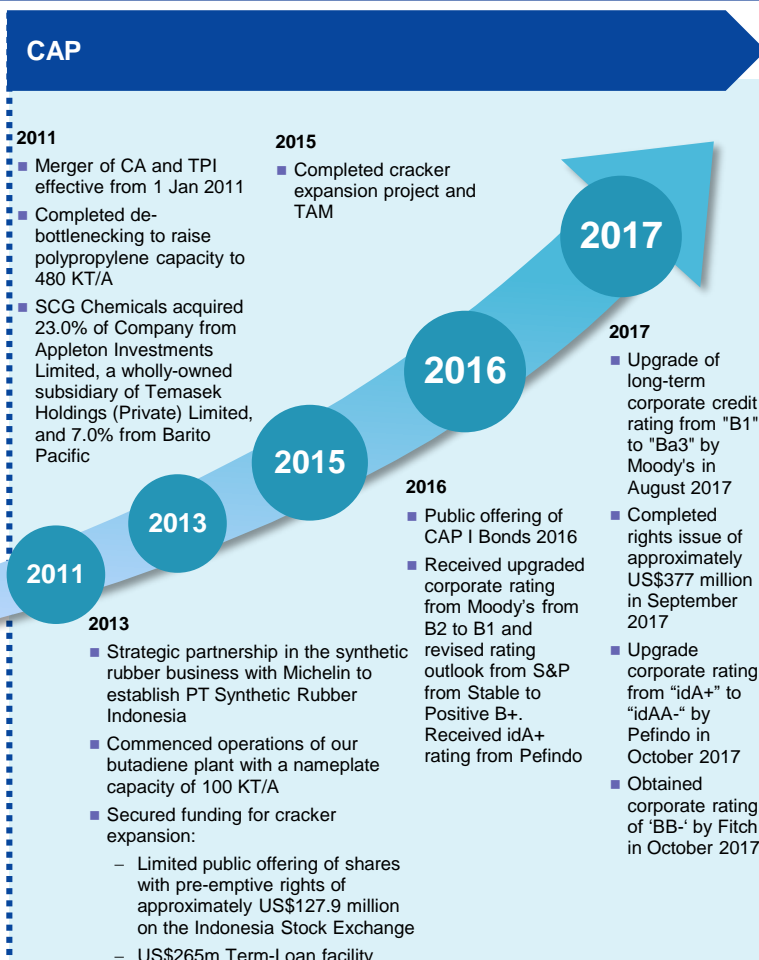 CAP
2011
■ Merger of CA and TPI
effective from 1 Jan 2011
■ Completed de-
bottlenecking to raise
polypropylene capacity to
480 KT/A
■ SCG Chemicals acquired
23.0% of Company from
Appleton Investments
Limited, a wholly-owned
subsidiary of Temasek
Holdings (Private) Limited,
and 7.0% from Barito
Pacific
2015
■ Completed cracker
expansion project and
TAM
2017
2016
2015
2013
2011
2013
■ Strategic partnership in the synthetic
rubber business with Michelin to
establish PT Synthetic Rubber
Indonesia
■ Commenced operations of our
butadiene plant with a nameplate
capacity of 100 KT/A
■ Secured funding for cracker
expansion:
– Limited public offering of shares
with pre-emptive rights of
approximately US$127.9 million
on the Indonesia Stock Exchange
– US$265m Term-Loan facility
2016
■ Public offering of
CAP I Bonds 2016
■ Received upgraded
corporate rating
from Moody’s from
B2 to B1 and
revised rating
outlook from S&P
from Stable to
Positive B+.
Received idA+
rating from Pefindo
2017
■ Upgrade of
long-term
corporate credit
rating from "B1"
to "Ba3" by
Moody's in
August 2017
■ Completed
rights issue of
approximately
US$377 million
in September
2017
■ Upgrade
corporate rating
from “idA+” to
“idAA-“ by
Pefindo in
October 2017
■ Obtained
corporate rating
of ‘BB-‘ by Fitch
in October 2017